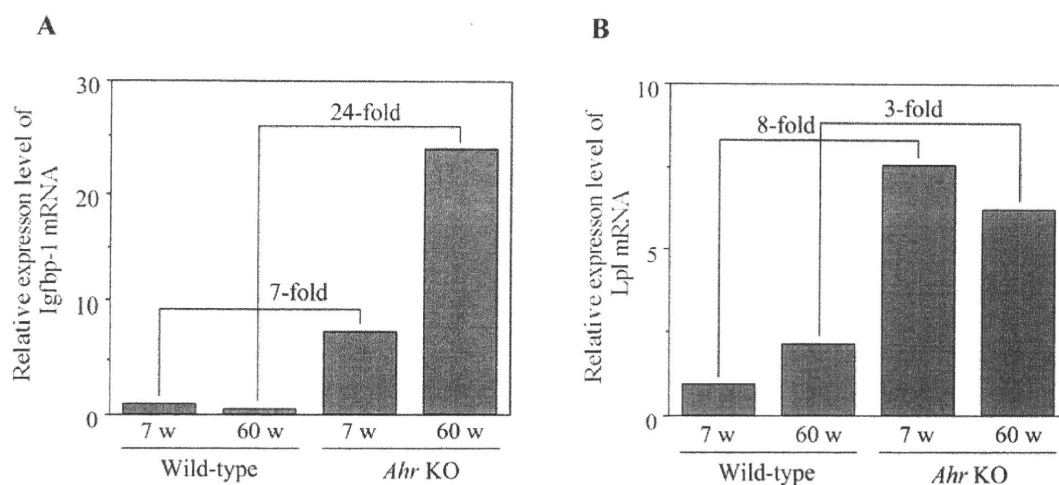 A
Relative expresson level of
Igfbp-1 mRNA
30
20
10
0
24-fold
7-fold
7 w
60 w
7 w
60 w
Wild-type
Ahr KO
B
Relative expresson level of
Lpl mRNA
10
5
0
8-fold
3-fold
7 w
60 w
7 w
60 w
Wild-type
Ahr KO